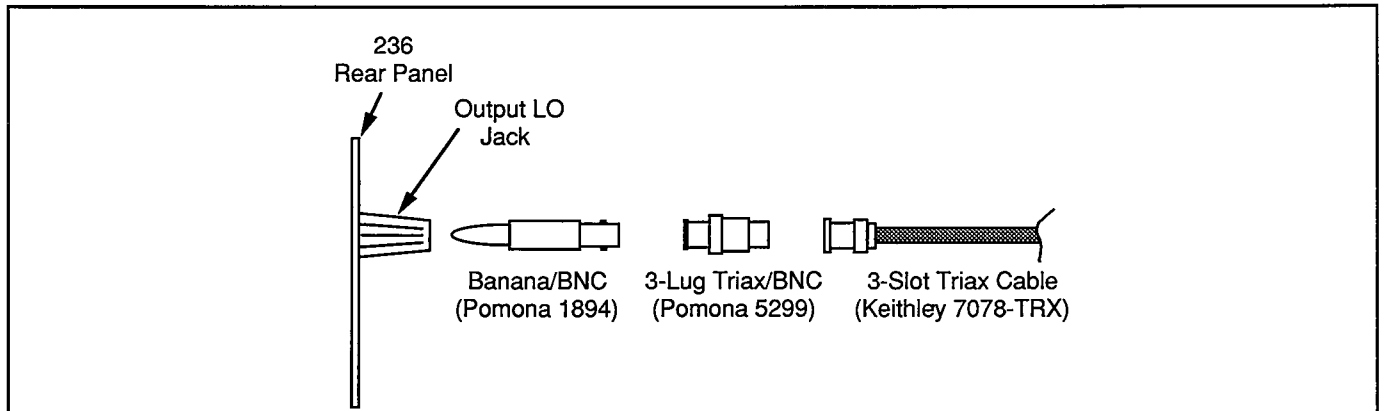 236
Rear Panel
Output LO
Jack
Banana/BNC
(Pomona 1894)
3-Lug Triax/BNC
(Pomona 5299)
3-Slot Triax Cable
(Keithley 7078-TRX)